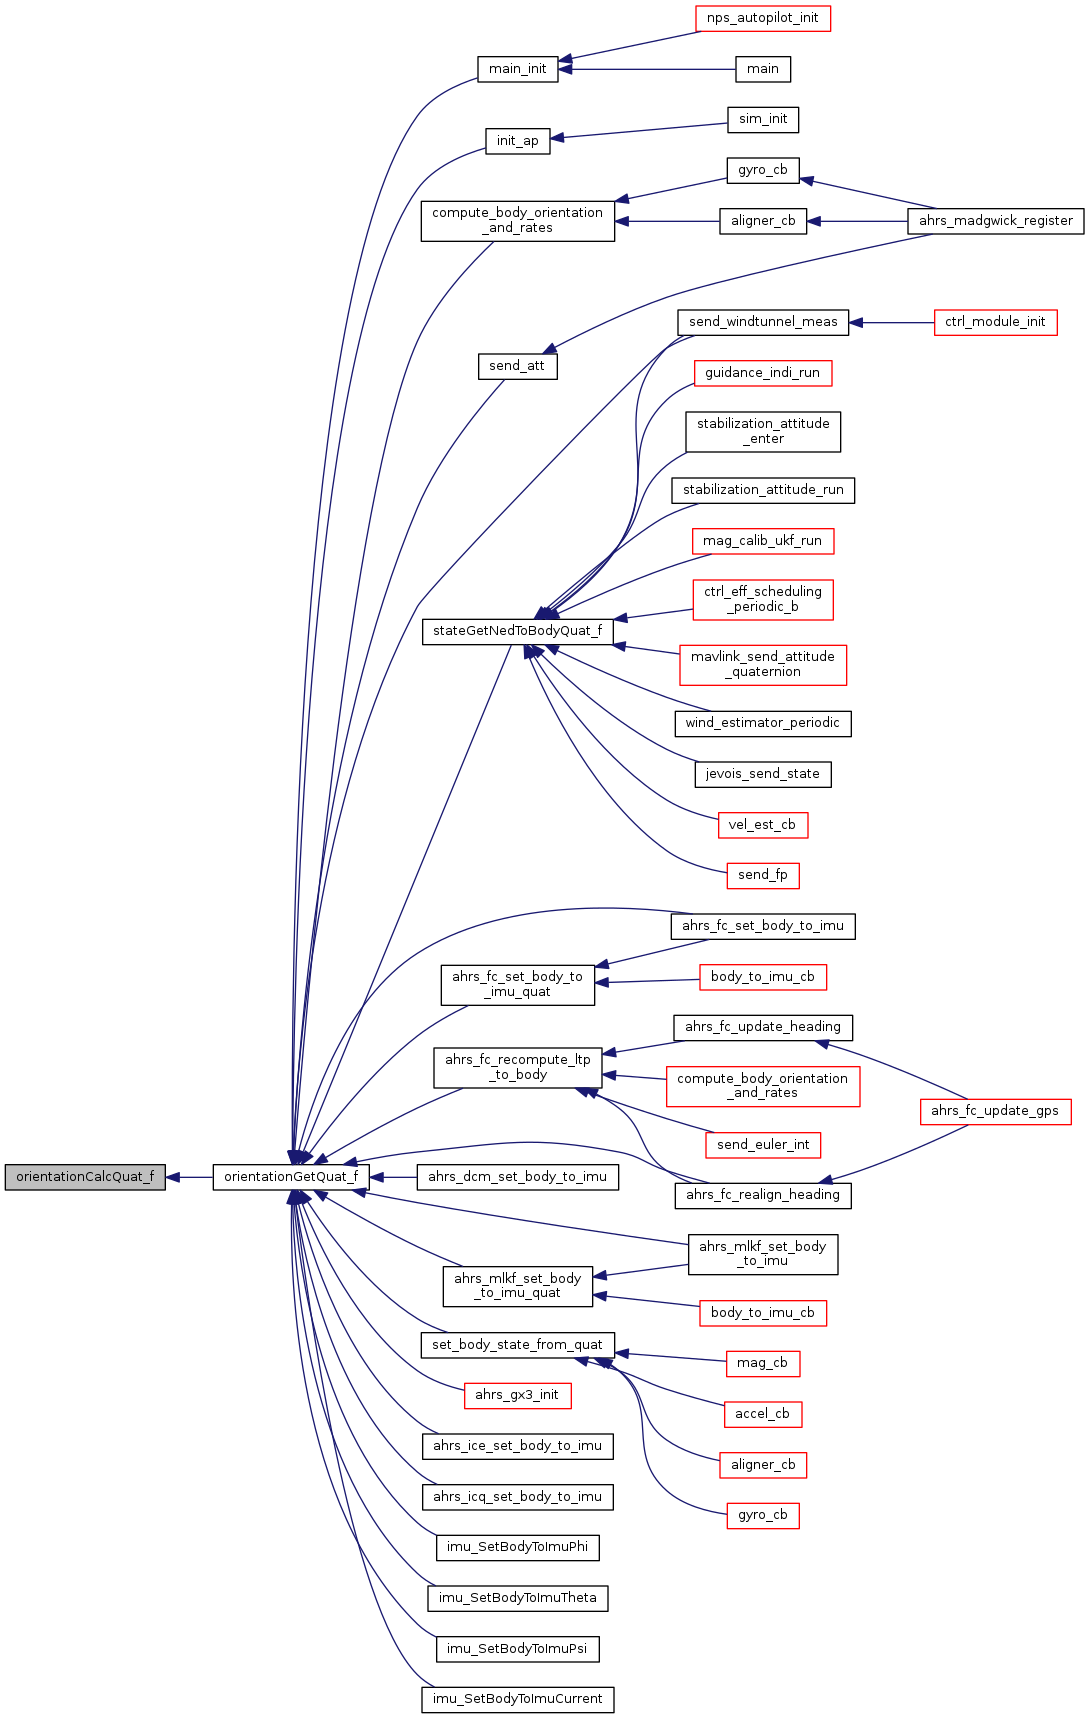 nps_autopilot_init
main_init
main
sim_init
init_ap
gyro_cb
compute_body_orientation
_and_rates
aligner_cb
ahrs_madgwick_register
send_windtunnel_meas
ctrl_module_init
send_att
guidance_indi_run
stabilization_attitude
_enter
stabilization_attitude_run
mag_calib_ukf_run
ctrl_eff_scheduling
_periodic_b
stateGetNedToBodyQuat_f
mavlink_send_attitude
_quaternion
wind_estimator_periodic
jevois_send_state
vel_est_cb
send_fp
ahrs_fc_set_body_to_imu
ahrs_fc_set_body_to
_imu_quat
body_to_imu_cb
ahrs_fc_update_heading
ahrs_fc_recompute_ltp
_to_body
compute_body_orientation
_and_rates
ahrs_fc_update_gps
send_euler_int
orientationCalcQuat_f
orientationGetQuat_f
ahrs_dcm_set_body_to_imu
ahrs_fc_realign_heading
ahrs_mlkf_set_body
_to_imu
ahrs_mlkf_set_body
_to_imu_quat
body_to_imu_cb
set_body_state_from_quat
mag_cb
ahrs_gx3_init
accel_cb
ahrs_ice_set_body_to_imu
aligner_cb
ahrs_icq_set_body_to_imu
gyro_cb
imu_SetBodyToImuPhi
imu_SetBodyToImuTheta
imu_SetBodyToImuPsi
imu_SetBodyToImuCurrent